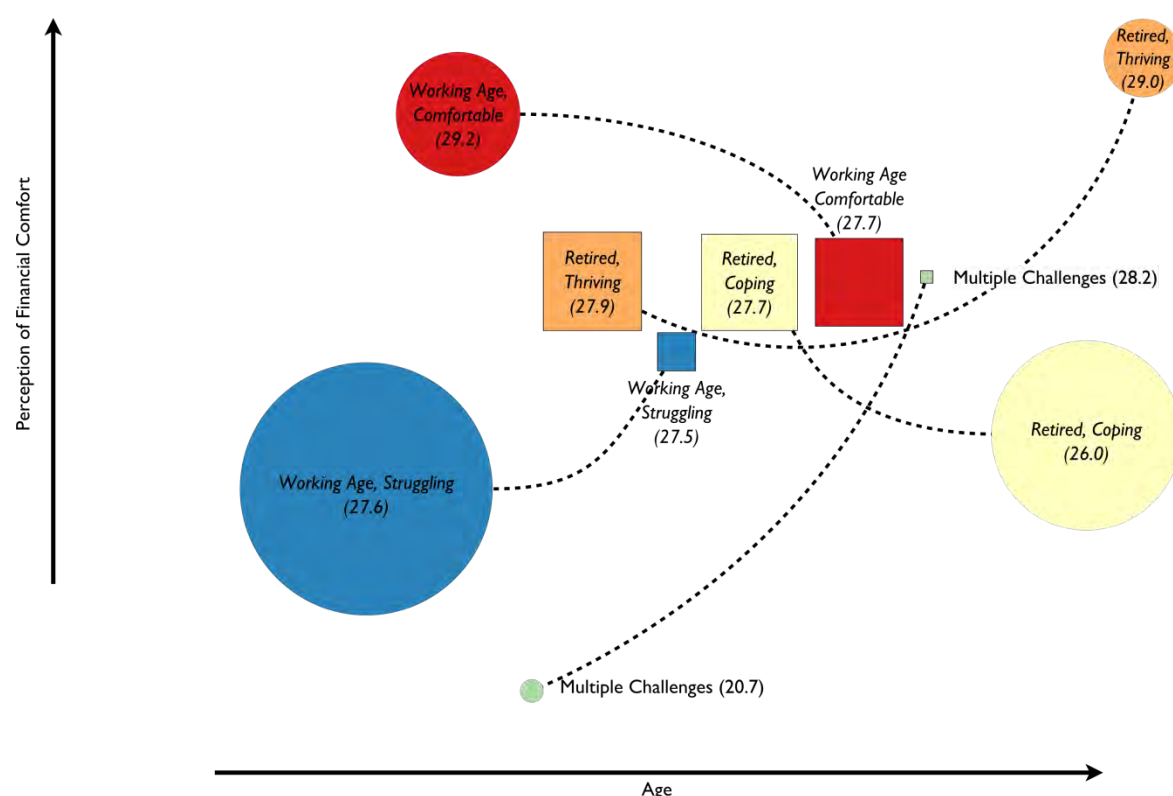 Retired,
Thriving
(29.0)
Working Age,
Comfortable
(29.2)
Working Age
Comfortable
(27.7)
Retired,
Thriving
(27.9)
Retired,
Coping
(27.7)
Multiple Challenges (28.2)
Working Age,
Struggling
(27.5)
Retired, Coping
(26.0)
Working Age, Struggling
(27.6)
Multiple Challenges (20.7)
Perception of Financial Comfort
Age